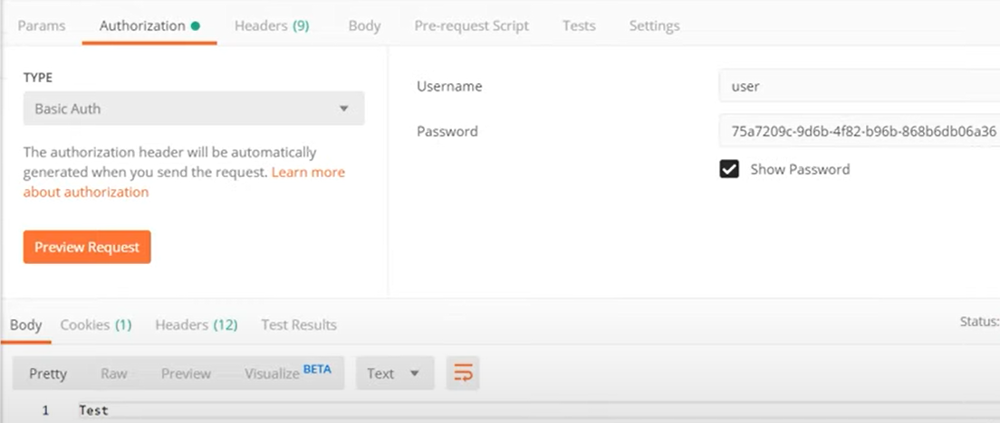 Params Authorization Headers (9) Body Pre-request Script Tests Settings
TYPE
Basic Auth
The authorization header will be automatically
generated when you send the request. Learn more
about authorization
Preview Request
Username user
Password 75a7209c-9d6b-4f82-b96b-868b6db06a36
Show Password
Body Cookies (1) Headers (12) Test Results Status:
Pretty Raw Preview Visualize BETA Text
1 Test